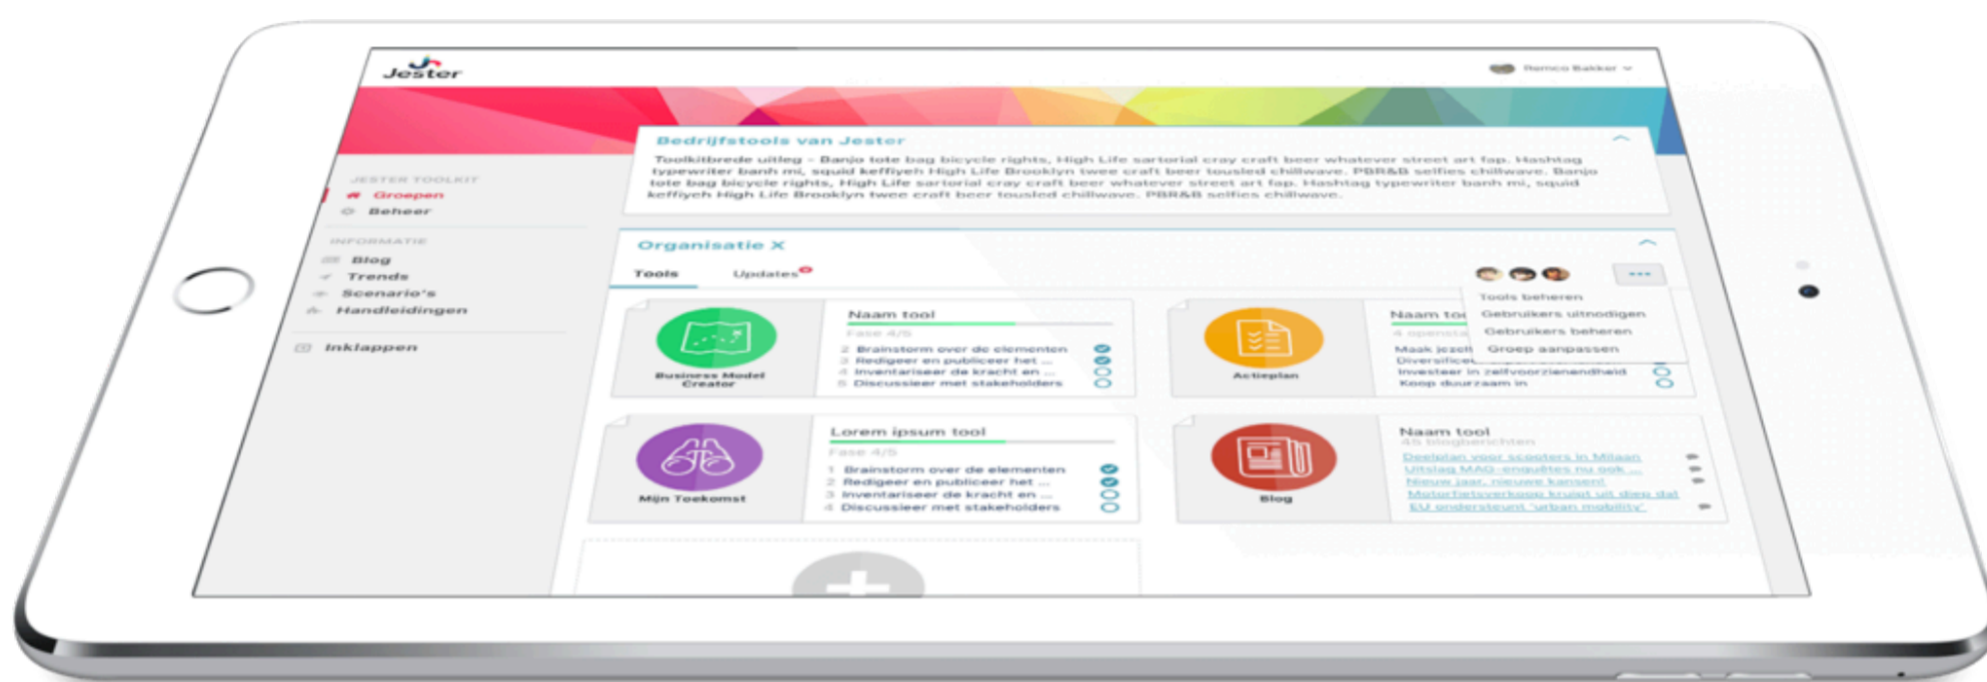 Jester
Remco Bakker
Bedrijfstools van Jester
Toolkitbrede uitleg - Banjo tote bag bicycle rights, High Life sartorial cray craft beer whatever street art fap. Hashtag
typewriter banh mi, squid keffiyeh High Life Brooklyn twee craft beer tousled chillwave. PBR&B selfies chillwave. Banjo
tote bag bicycle rights, High Life sartorial cray craft beer whatever street art fap. Hashtag typewriter banh mi, squid
keffiyeh High Life Brooklyn twee craft beer tousled chillwave. PBR&B selfies chillwave.
JESTER TOOLKIT
Groepen
Beheer
INFORMATIE
Blog
Trends
Scenario's
Handleidingen
Inklappen
Organisatie X
Tools
Updates
Tools beheren
Gebruikers uitnodigen
Gebruikers beheren
Groep aanpassen
Business Model
Creator
Naam tool
Fase 4/5
2 Brainstorm over de elementen
3 Redigeer en publiceer het ...
4 Inventariseer de kracht en ...
5 Discussieer met stakeholders
Actieplan
Naam
Maak
Investeer in zelfvoorzienendheid
Koop duurzaam in
Mijn Toekomst
Lorem ipsum tool
Fase 4/5
1 Brainstorm over de elementen
2 Redigeer en publiceer het ...
3 Inventariseer de kracht en ...
4 Discussieer met stakeholders
Blog
Naam tool
45 blogberichten
Deelplan voor scooters in Milaan
Uitslag MAG-enquêtes nu ook ...
Nieuw jaar, nieuwe kansen!
Motorfietsverkoop kruipt uit diep dal
EU ondersteunt 'urban mobility'